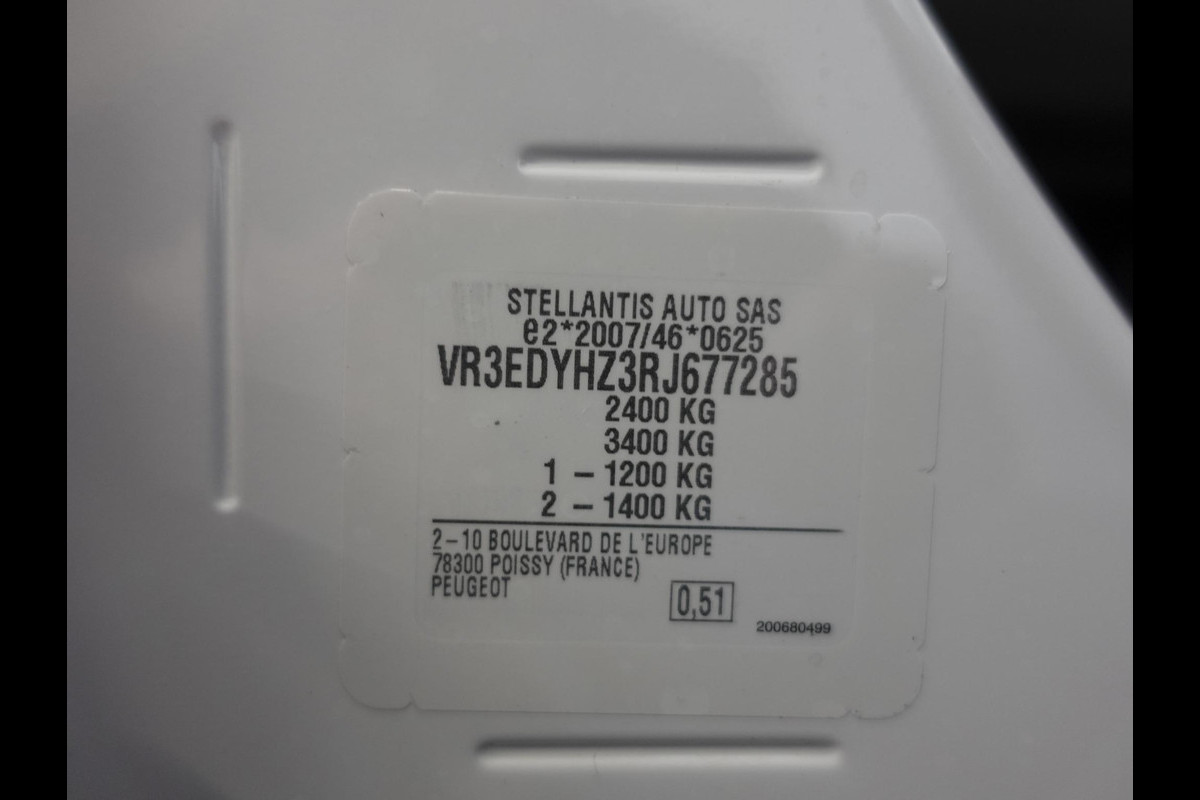 STELLANTIS AUTO SAS
e2*2007/46*0625
VR3EDYHZ3RJ677285
2400 KG
3400 KG
1 – 1200 KG
2 – 1400 KG
2–10 BOULEVARD DE L'EUROPE
78300 POISSY (FRANCE)
PEUGEOT
0,51
200680499